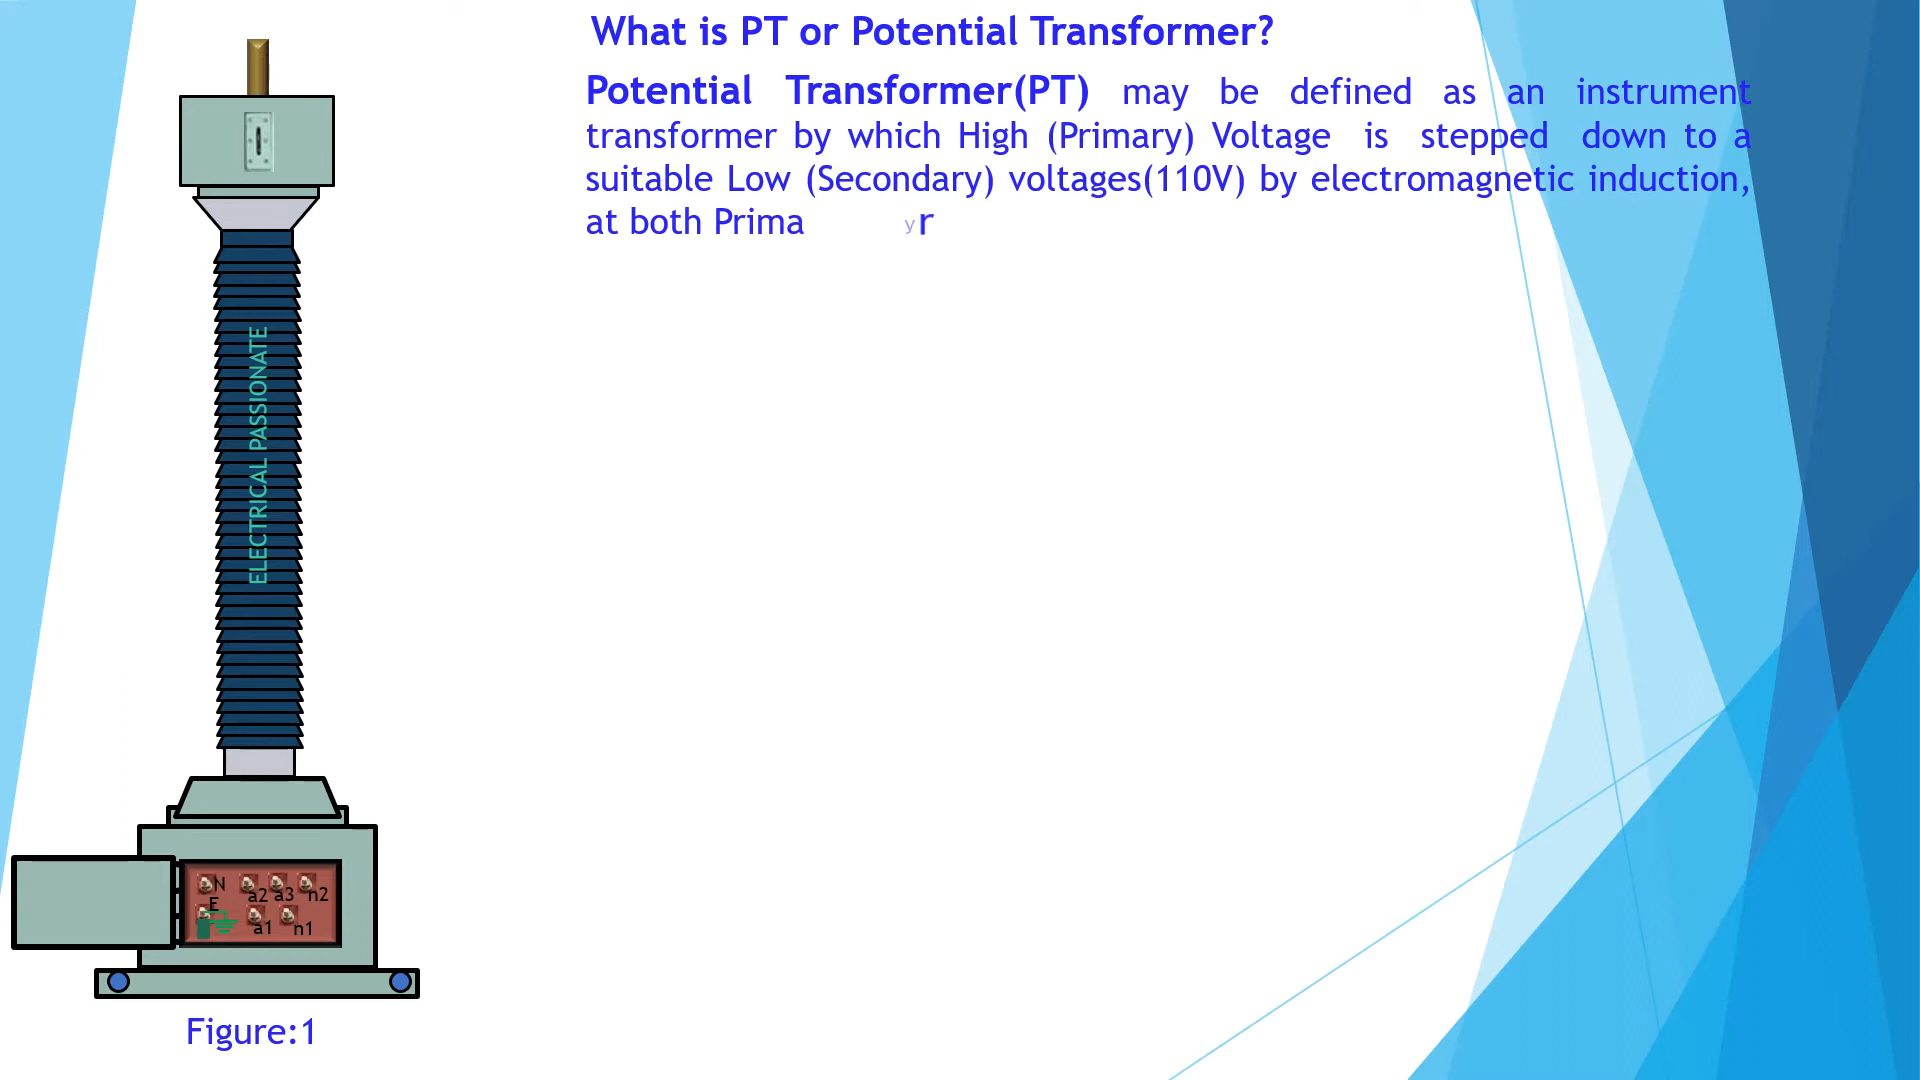 What is PT or Potential Transformer?
Potential Transformer(PT) may be defined as an instrument
transformer by which High (Primary) Voltage is stepped down to a
suitable Low (Secondary) voltages(110V) by electromagnetic induction,
at both Prima yr
ELECTRICAL PASSIONATE
N a2 a3 n2
E a1 n1
Figure:1